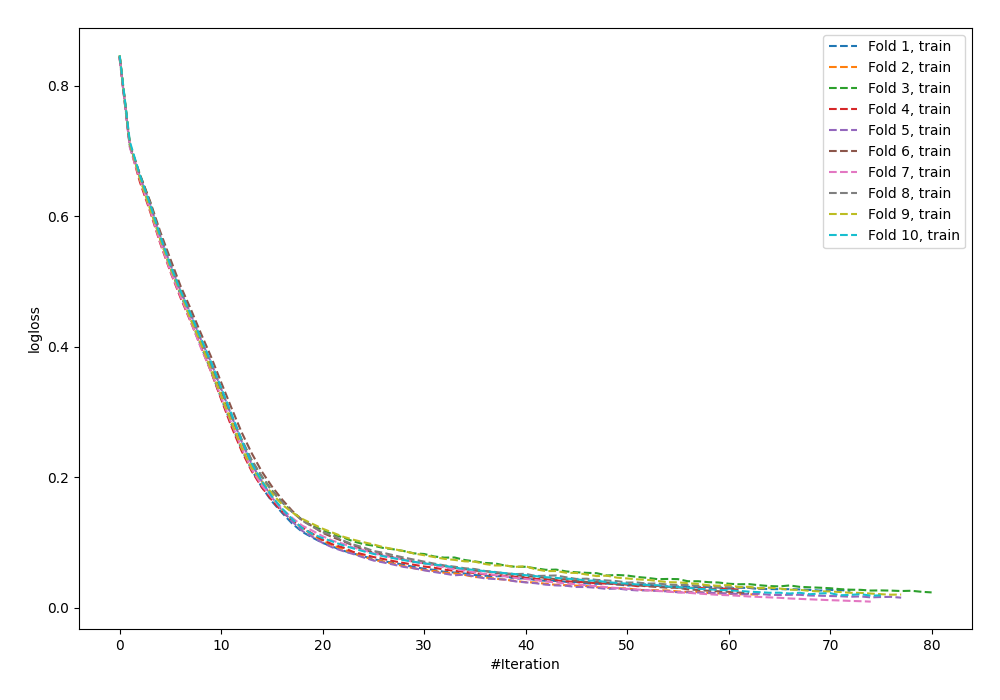 Fold 1, train
Fold 2, train
Fold 3, train
Fold 4, train
Fold 5, train
Fold 6, train
Fold 7, train
Fold 8, train
Fold 9, train
Fold 10, train
logloss
0.8
0.6
0.4
0.2
0.0
0 10 20 30 40 50 60 70 80
#Iteration